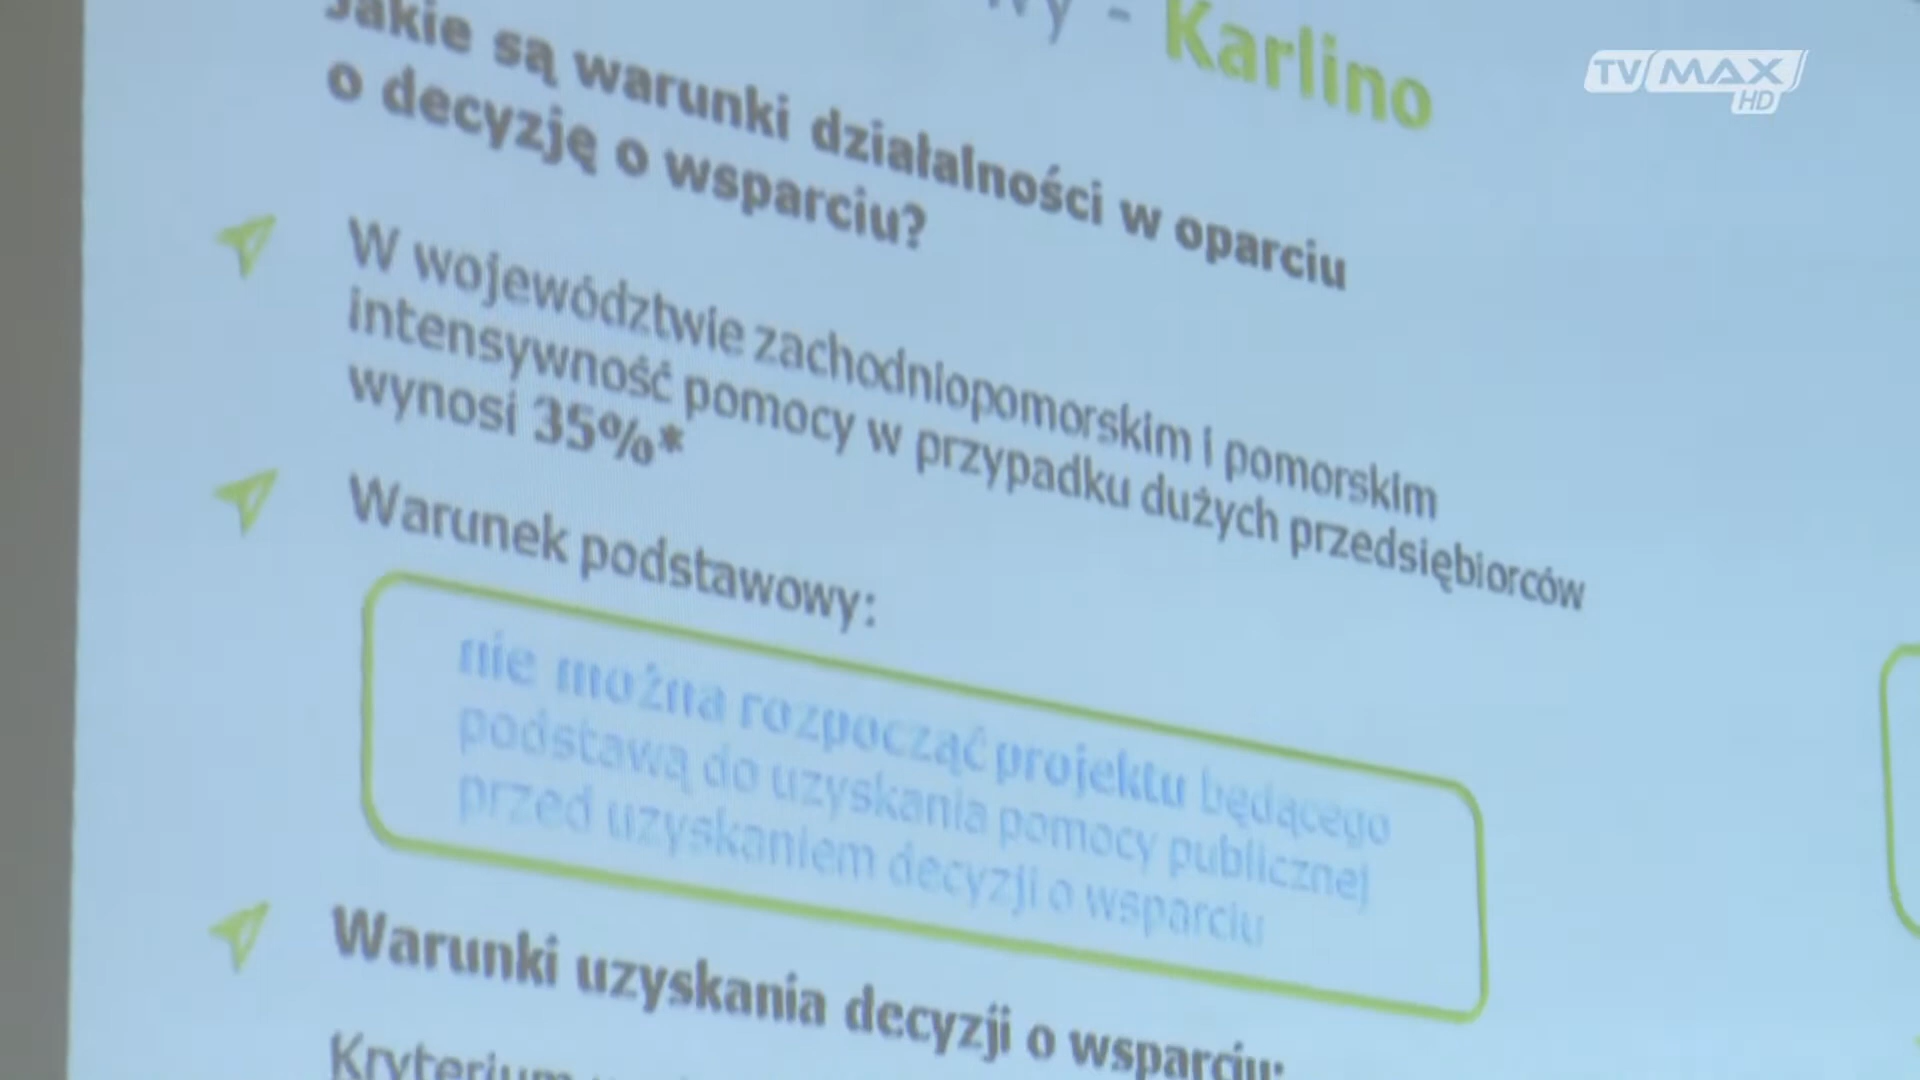 - Karlino
TV MAX HD
Jakie są warunki działalności w oparciu
o decyzję o wsparciu?
W województwie zachodniopomorskim i pomorskim
intensywność pomocy w przypadku dużych przedsiębiorców
wynosi 35%*
Warunek podstawowy:
nie można rozpocząć projektu będącego
podstawą do uzyskania pomocy publicznej
przed uzyskaniem decyzji o wsparciu
Warunki uzyskania decyzji o wsparciu:
Kryterium